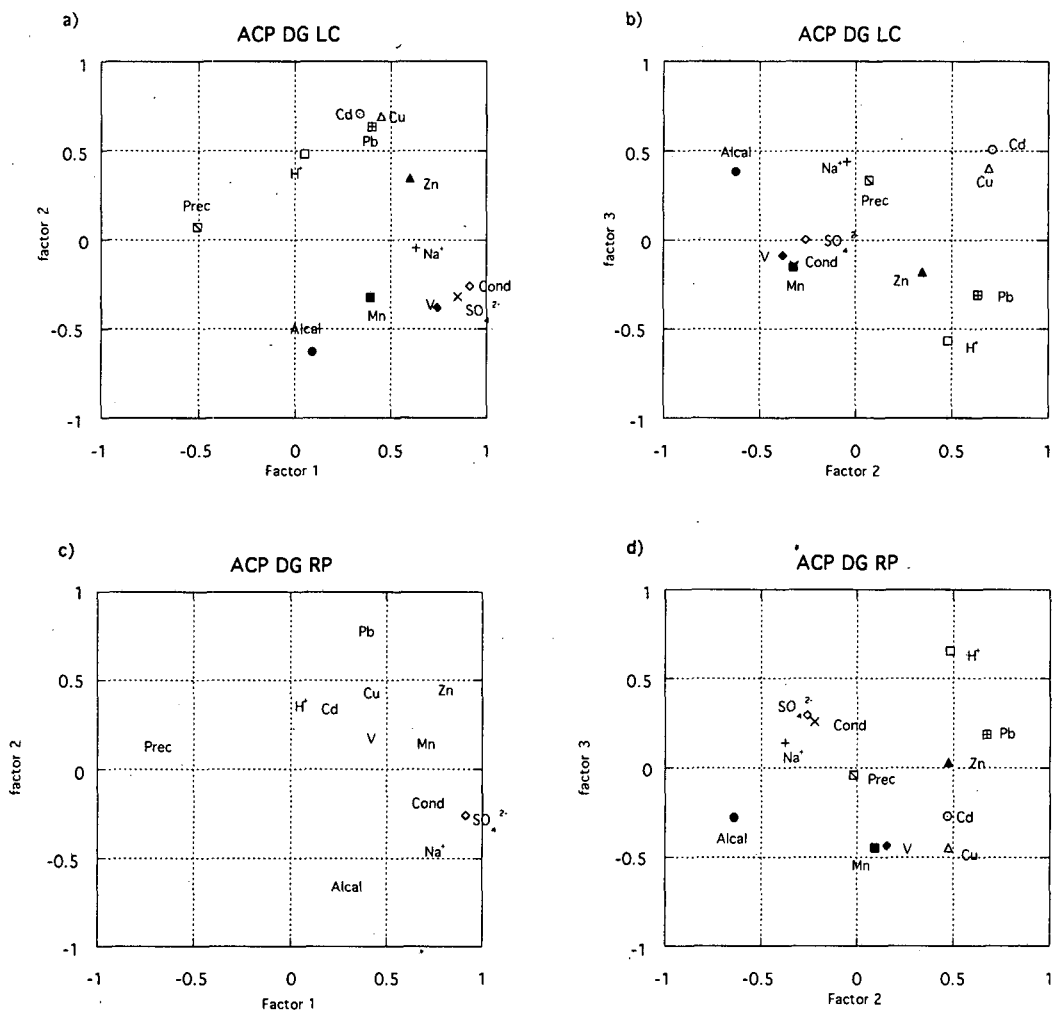 a)
ACP DG LC
1
0.5
0
-0.5
-1
factor 2
Cd
Cu
Pb
H⁺
Zn
Prec
Na⁺
Cond
V
SO₄²⁻
Mn
Alcal
-1 -0.5 0 0.5 1
Factor 1
b)
ACP DG LC
1
0.5
0
-0.5
-1
factor 3
Alcal
Na⁺
Prec
Cd
Cu
SO₄²⁻
V
Cond
Mn
Zn
Pb
H⁺
-1 -0.5 0 0.5 1
Factor 2
c)
ACP DG RP
1
0.5
0
-0.5
-1
factor 2
Pb
Cu
Zn
H⁺
Cd
V
Mn
Prec
Cond
SO₄²⁻
Na⁺
Alcal
-1 -0.5 0 0.5 1
Factor 1
d)
ACP DG RP
1
0.5
0
-0.5
-1
factor 3
H⁺
SO₄²⁻
Cond
Na⁺
Pb
Zn
Prec
Cd
Alcal
Mn
V
Cu
-1 -0.5 0 0.5 1
Factor 2